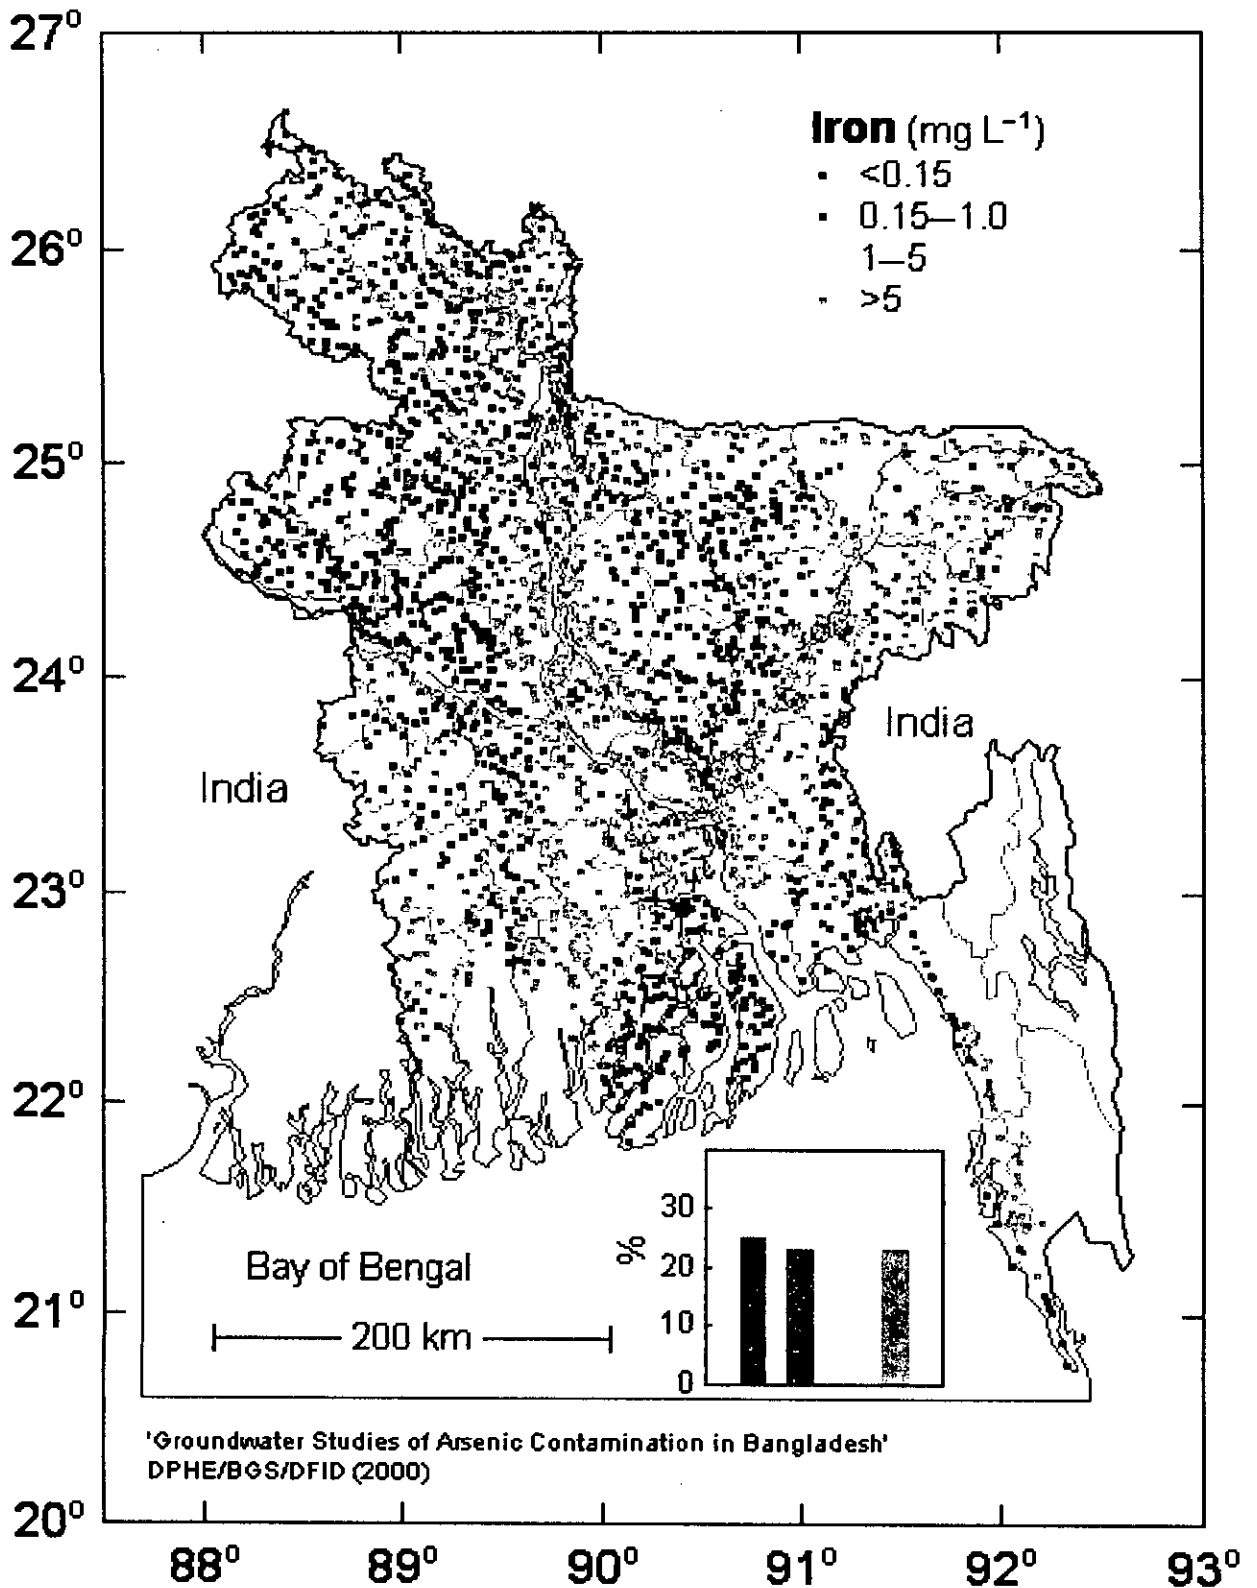 27⁰
Iron (mg L⁻¹)
<0.15
0.15–1.0
1–5
>5
26⁰
25⁰
24⁰
India
India
23⁰
22⁰
30
%
20
10
0
Bay of Bengal
200 km
21⁰
'Groundwater Studies of Arsenic Contamination in Bangladesh'
DPHE/BGS/DFID (2000)
20⁰
88⁰ 89⁰ 90⁰ 91⁰ 92⁰ 93⁰